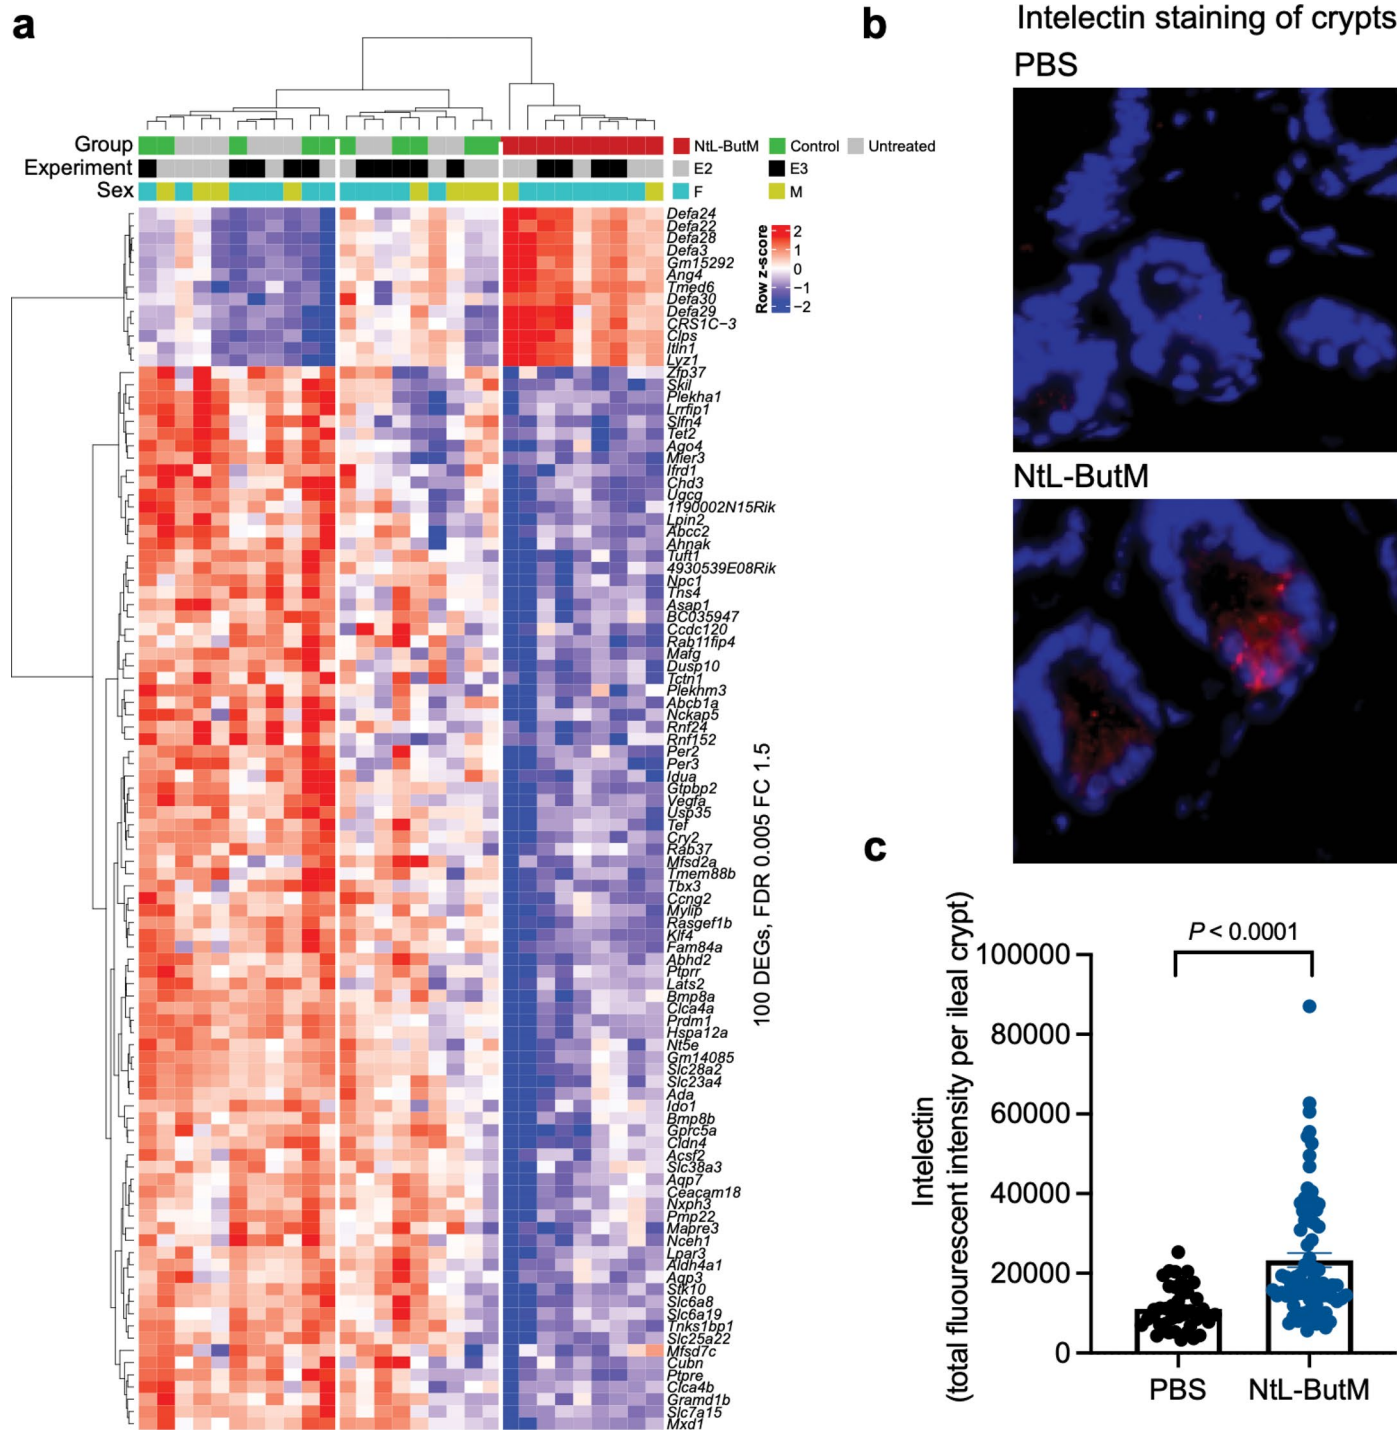 a
Group
Experiment
Sex
NtL-ButM
Control
Untreated
E2
E3
F
M
Row z-score
2
1
0
−1
−2
Defa24
Defa22
Defa28
Defa3
Gm15292
Ang4
Tmed6
Defa30
Defa29
CRS1C−3
Clps
Itln1
Lyz1
Zfp37
Skil
Plekha1
Lrrfip1
Slfn4
Tet2
Ago4
Mier3
Ifrd1
Chd3
Ugcg
1190002N15Rik
Lpin2
Abcc2
Ahnak
Tuft1
4930539E08Rik
Npc1
Ths4
Asap1
BC035947
Ccdc120
Rab11fip4
Mafg
Dusp10
Tctn1
Plekhm3
Abcb1a
Nckap5
Rnf24
Rnf152
Per2
Per3
Idua
Gtpbp2
Vegfa
Usp35
Tef
Cry2
Rab37
Mfsd2a
Tmem88b
Tbx3
Ccng2
Mylip
Rasgef1b
Klf4
Fam84a
Abhd2
Ptprr
Lats2
Bmp8a
Clca4a
Prdm1
Hspa12a
Nt5e
Gm14085
Slc28a2
Slc23a4
Ada
Ido1
Bmp8b
Gprc5a
Cldn4
Acsf2
Slc38a3
Aqp7
Ceacam18
Nxph3
Pmp22
Mapre3
Nceh1
Lpar3
Aldh4a1
Aqp3
Stk10
Slc6a8
Slc6a19
Tnks1bp1
Slc25a22
Mfsd7c
Cubn
Ptpre
Clca4b
Gramd1b
Slc7a15
Mxd1
100 DEGs, FDR 0.005 FC 1.5
b
Intelectin staining of crypts
PBS
NtL-ButM
c
Intelectin
(total fluorescent intensity per ileal crypt)
P < 0.0001
100000
80000
60000
40000
20000
0
PBS
NtL-ButM